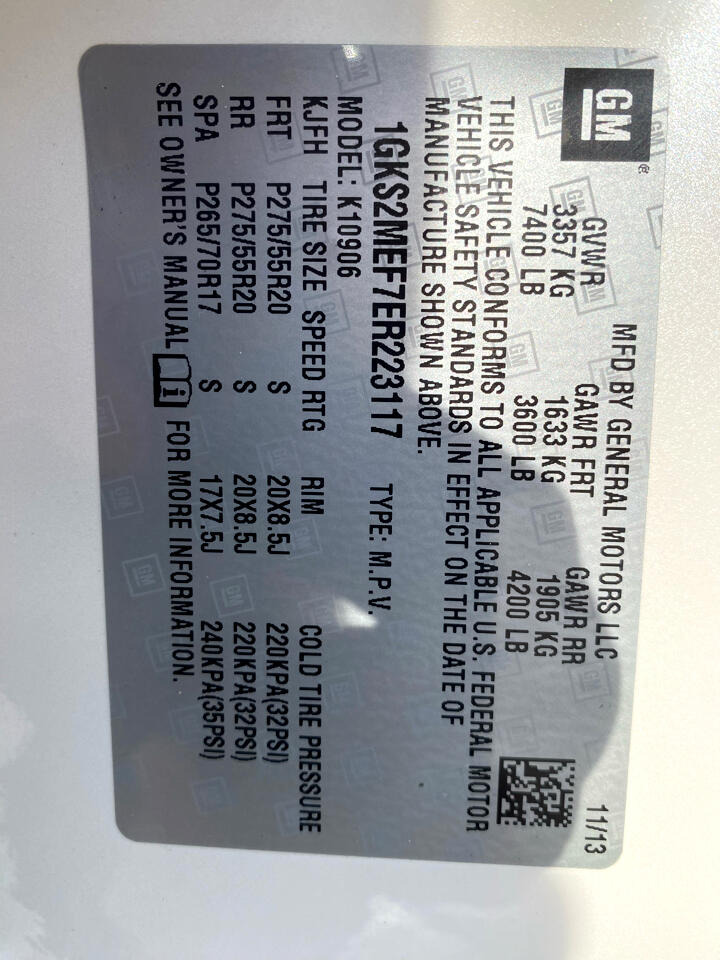 GM®
MFD BY GENERAL MOTORS LLC 11/13
GVWR GAWR FRT GAWR RR
3357 KG 1633 KG 1905 KG
7400 LB 3600 LB 4200 LB
THIS VEHICLE CONFORMS TO ALL APPLICABLE U.S. FEDERAL MOTOR
VEHICLE SAFETY STANDARDS IN EFFECT ON THE DATE OF
MANUFACTURE SHOWN ABOVE.
1GKS2MEF7ER223117 TYPE: M.P.V.
MODEL: K10906
KJFH TIRE SIZE SPEED RTG RIM COLD TIRE PRESSURE
FRT P275/55R20 S 20X8.5J 220KPA(32PSI)
RR P275/55R20 S 20X8.5J 220KPA(32PSI)
SPA P265/70R17 S 17X7.5J 240KPA(35PSI)
SEE OWNER'S MANUAL i FOR MORE INFORMATION.